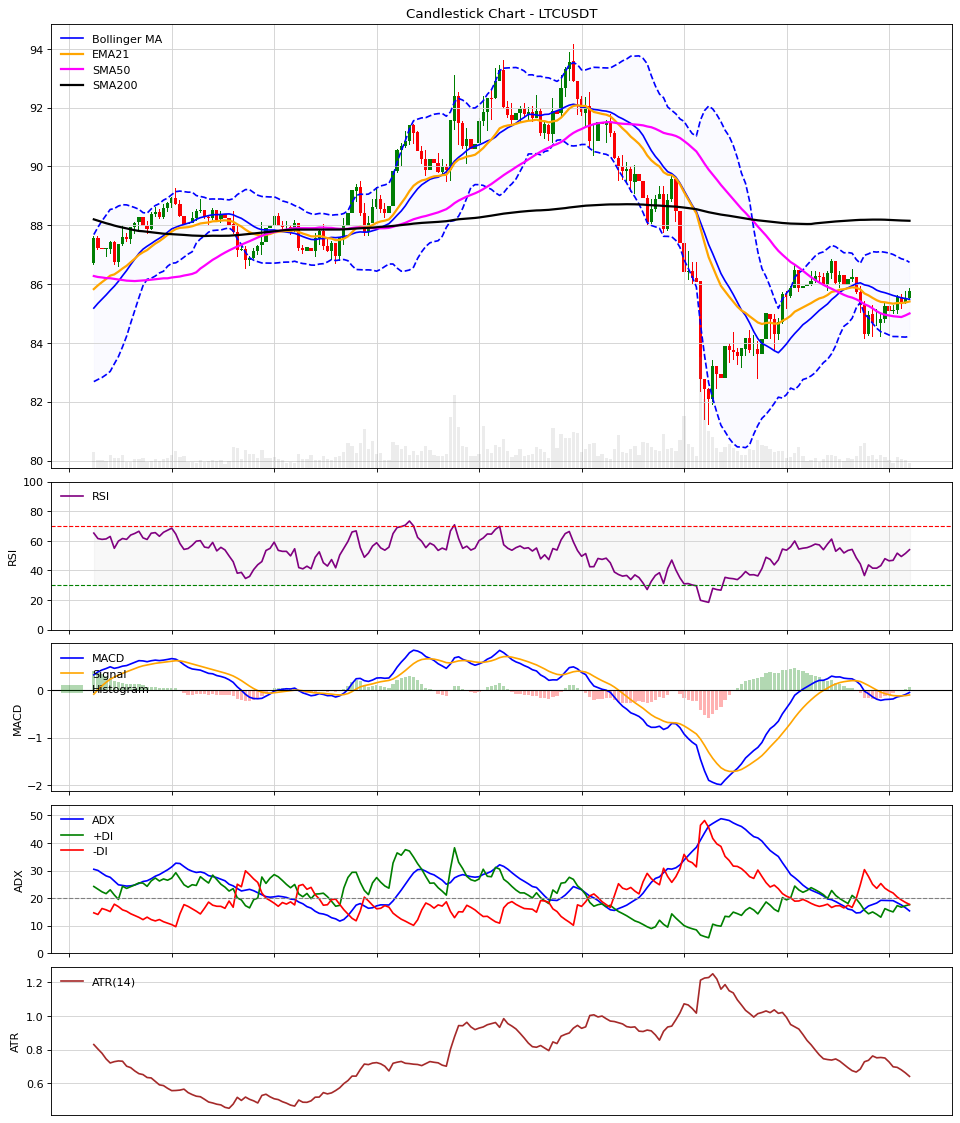 Candlestick Chart - LTCUSDT
Bollinger MA
EMA21
SMA50
SMA200
94
92
90
88
86
84
82
80
RSI
100
80
60
40
20
0
RSI
MACD
Signal
Histogram
0
−1
−2
MACD
ADX
+DI
-DI
50
40
30
20
10
0
ADX
ATR(14)
1.2
1.0
0.8
0.6
ATR